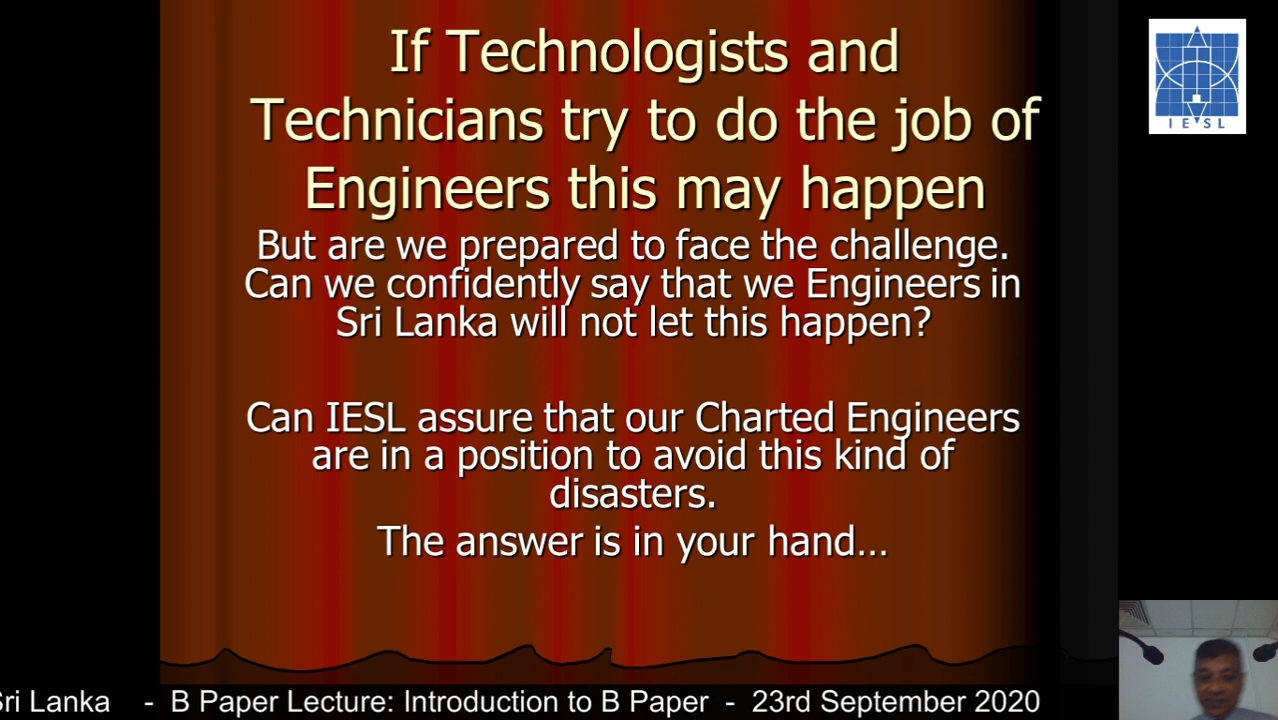 If Technologists and
Technicians try to do the job of
Engineers this may happen
But are we prepared to face the challenge.
Can we confidently say that we Engineers in
Sri Lanka will not let this happen?
Can IESL assure that our Charted Engineers
are in a position to avoid this kind of
disasters.
The answer is in your hand...
IESL
Sri Lanka - B Paper Lecture: Introduction to B Paper - 23rd September 2020